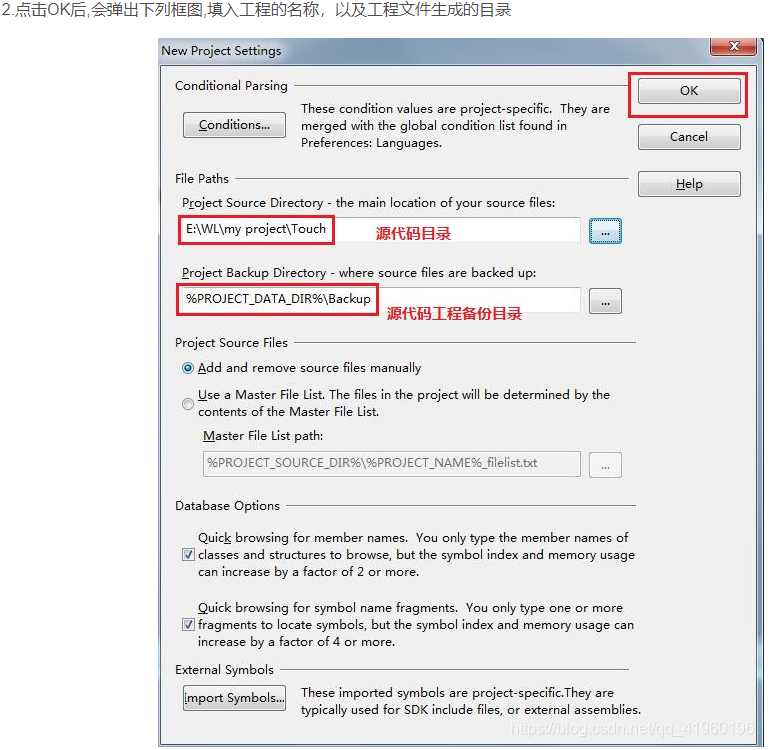 2.点击OK后,会弹出下列框图,填入工程的名称，以及工程文件生成的目录
New Project Settings
Conditional Parsing
OK
Conditions...
These condition values are project-specific. They are
merged with the global condition list found in
Preferences: Languages.
Cancel
Help
File Paths
Project Source Directory - the main location of your source files:
E:\WL\my project\Touch
源代码目录
...
Project Backup Directory - where source files are backed up:
%PROJECT_DATA_DIR%\Backup
源代码工程备份目录
...
Project Source Files
Add and remove source files manually
Use a Master File List. The files in the project will be determined by the
contents of the Master File List.
Master File List path:
%PROJECT_SOURCE_DIR%\%PROJECT_NAME%_filelist.txt
...
Database Options
Quick browsing for member names. You only type the member names of
classes and structures to browse, but the symbol index and memory usage
can increase by a factor of 2 or more.
Quick browsing for symbol name fragments. You only type one or more
fragments to locate symbols, but the symbol index and memory usage can
increase by a factor of 4 or more.
External Symbols
Import Symbols...
These imported symbols are project-specific.They are
typically used for SDK include files, or external assemblies.
https://blog.csdn.net/qq_41960196